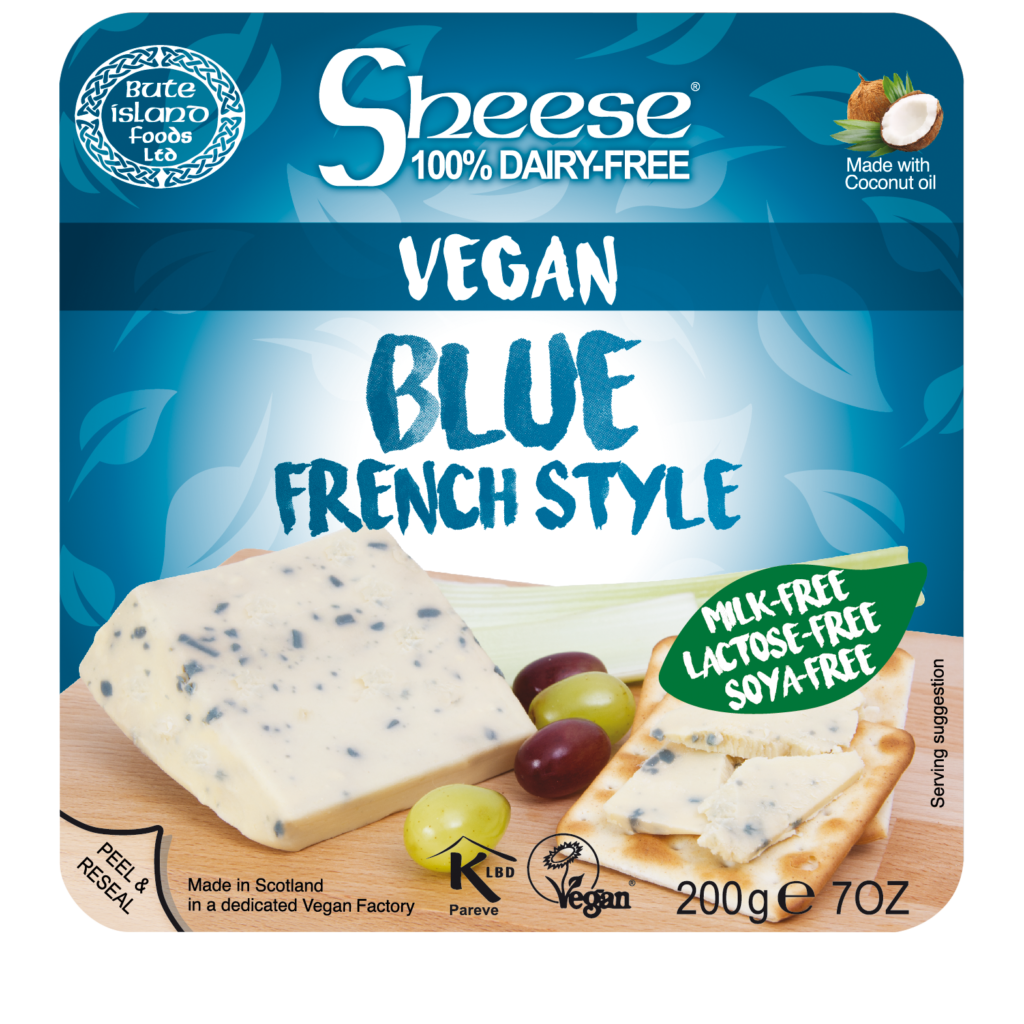 Bute
island
Foods
Ltd
Sheese®
100% DAIRY-FREE
Made with
Coconut oil
VEGAN
BLUE
FRENCH STYLE
MILK-FREE
LACTOSE-FREE
SOYA-FREE
Serving suggestion
PEEL &
RESEAL
Made in Scotland
in a dedicated Vegan Factory
K LBD
Pareve
Vegan®
200g e 7OZ